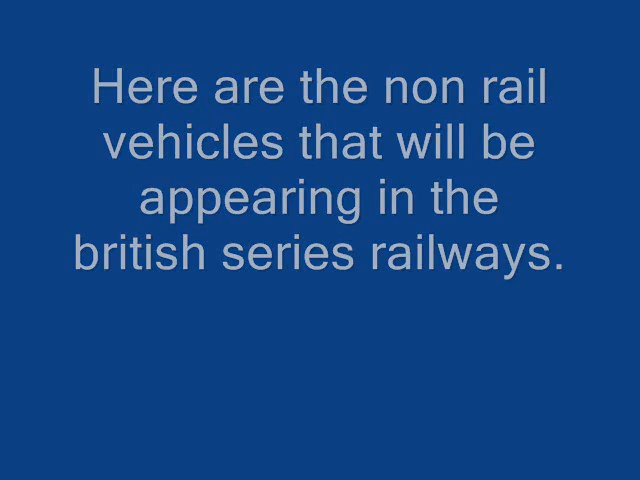 Here are the non rail
vehicles that will be
appearing in the
british series railways.